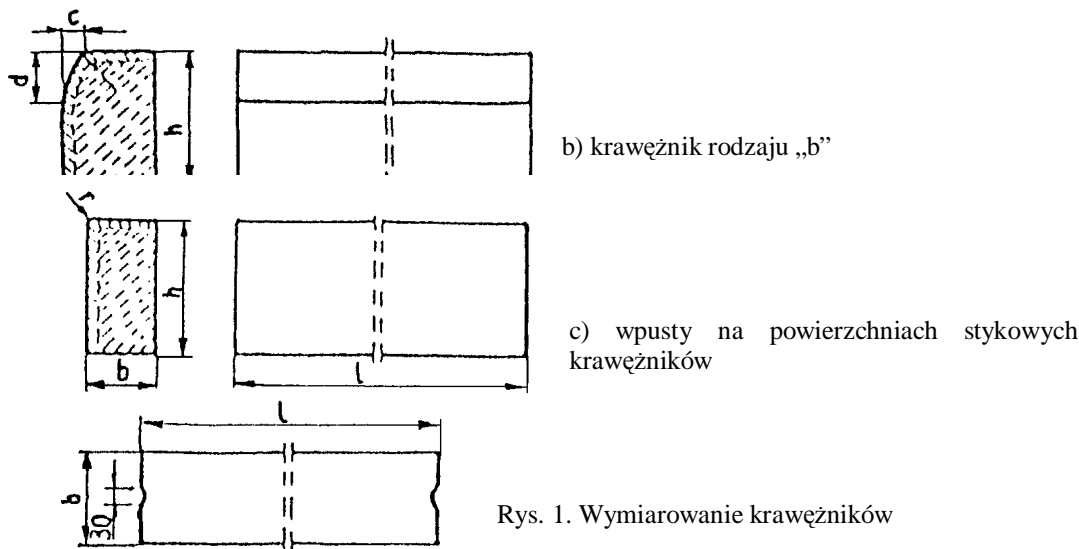 c
d
h
b) krawężnik rodzaju „b”
r
h
b
l
c) wpusty na powierzchniach stykowych
krawężników
l
b
30
Rys. 1. Wymiarowanie krawężników